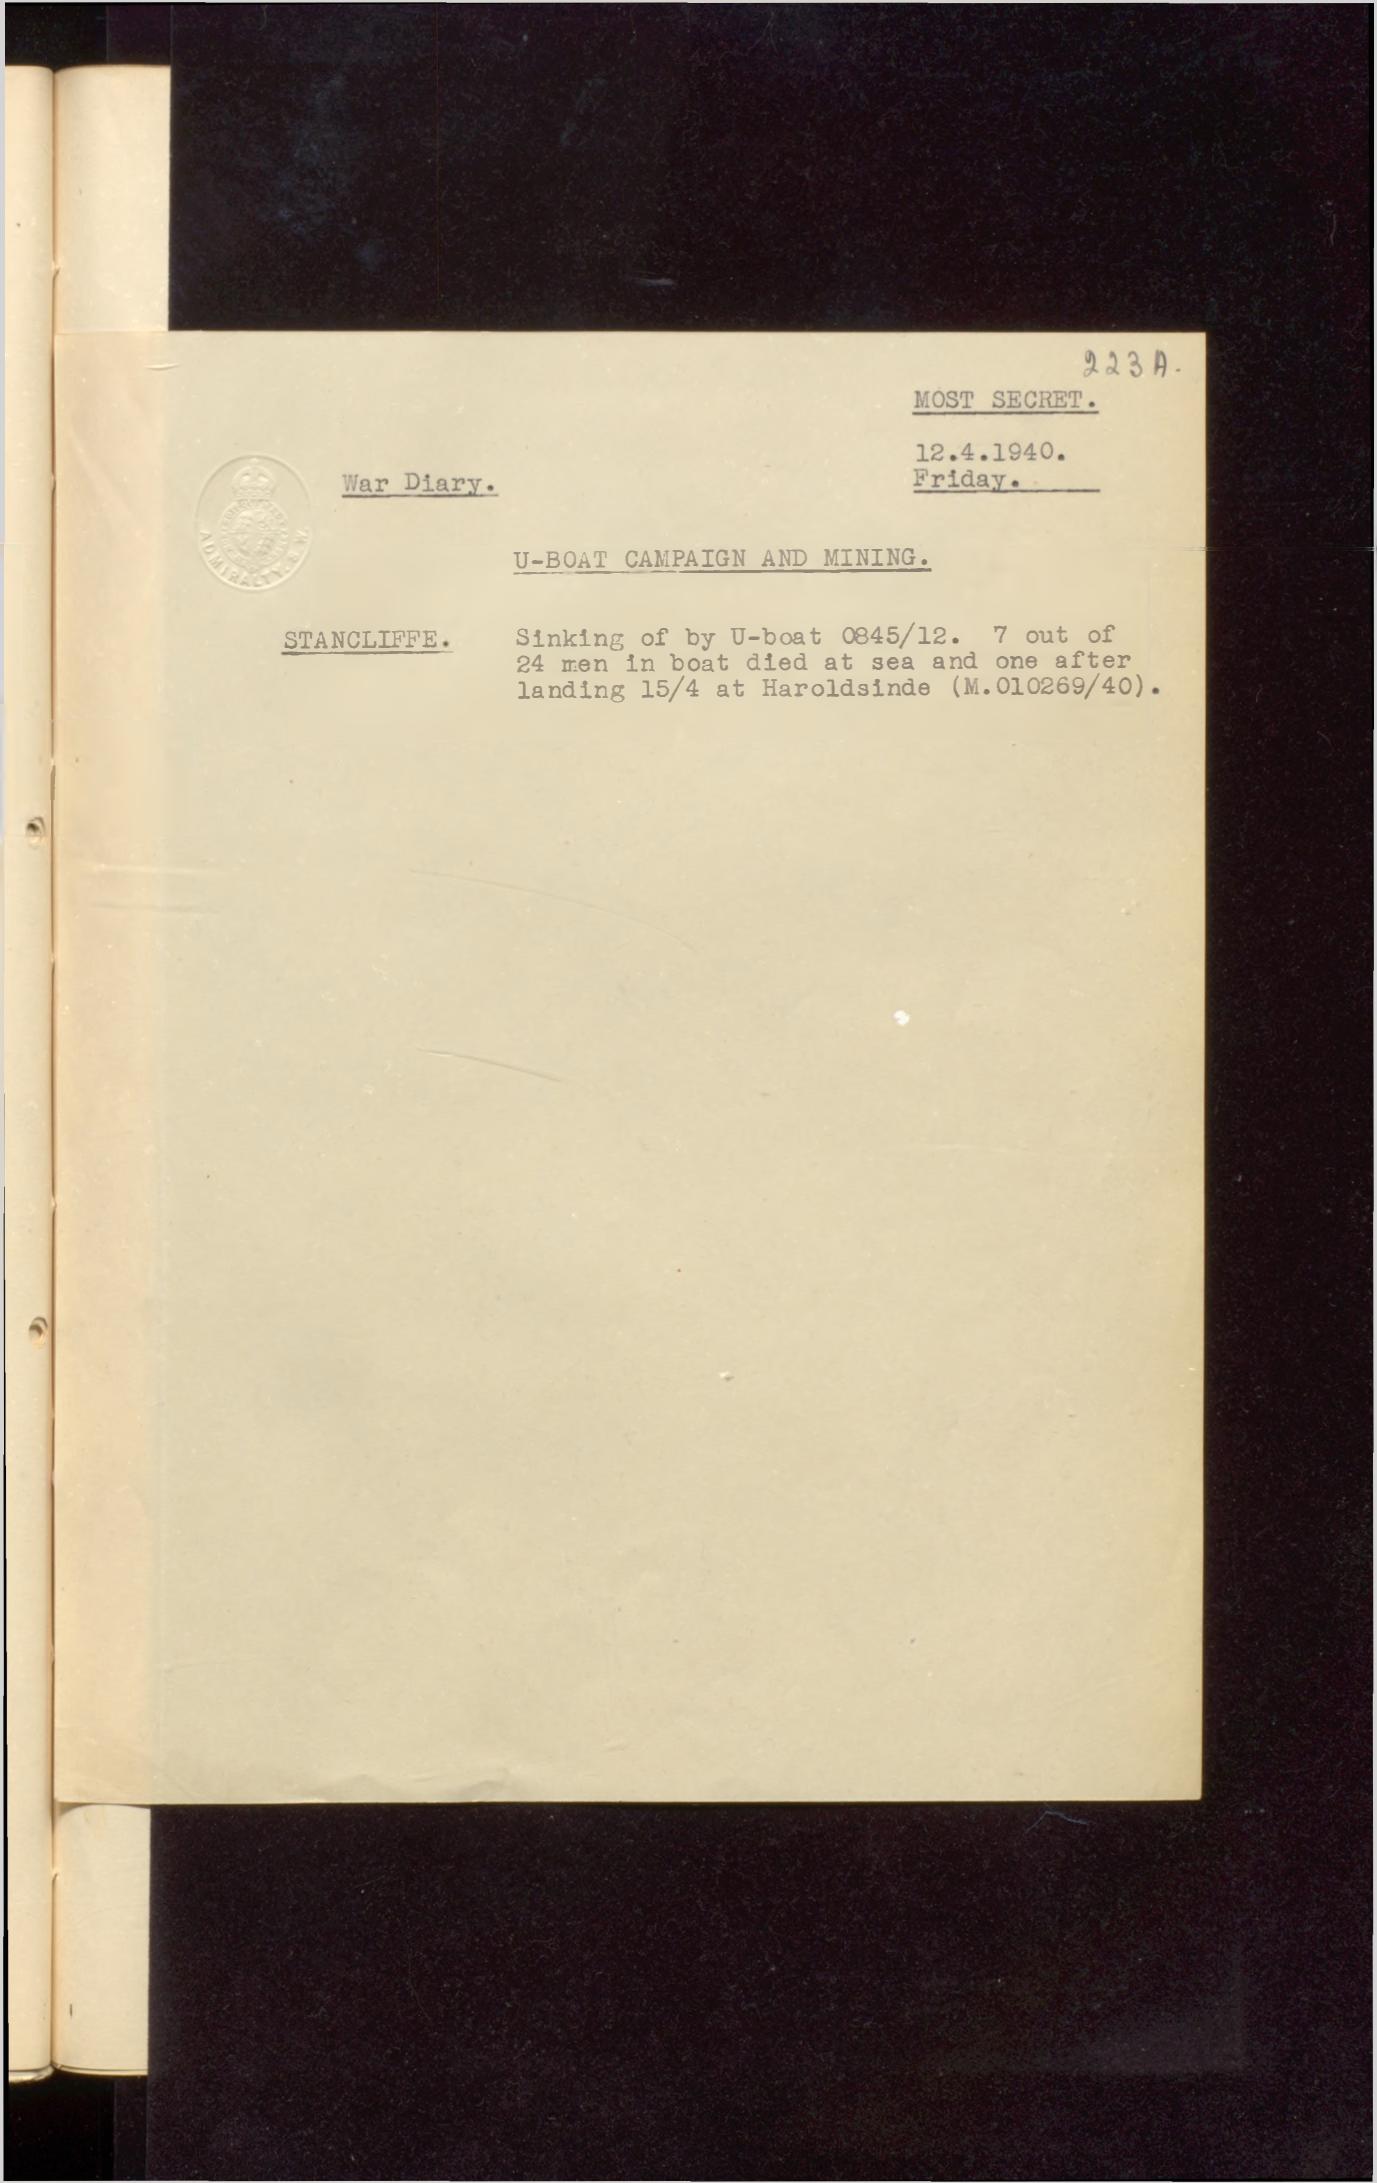 223A.
MOST SECRET.
12.4.1940.
Friday.
War Diary.
ADMIRALTY. S.W.
U-BOAT CAMPAIGN AND MINING.
STANCLIFFE. Sinking of by U-boat 0845/12. 7 out of
24 men in boat died at sea and one after
landing 15/4 at Haroldsinde (M.010269/40).